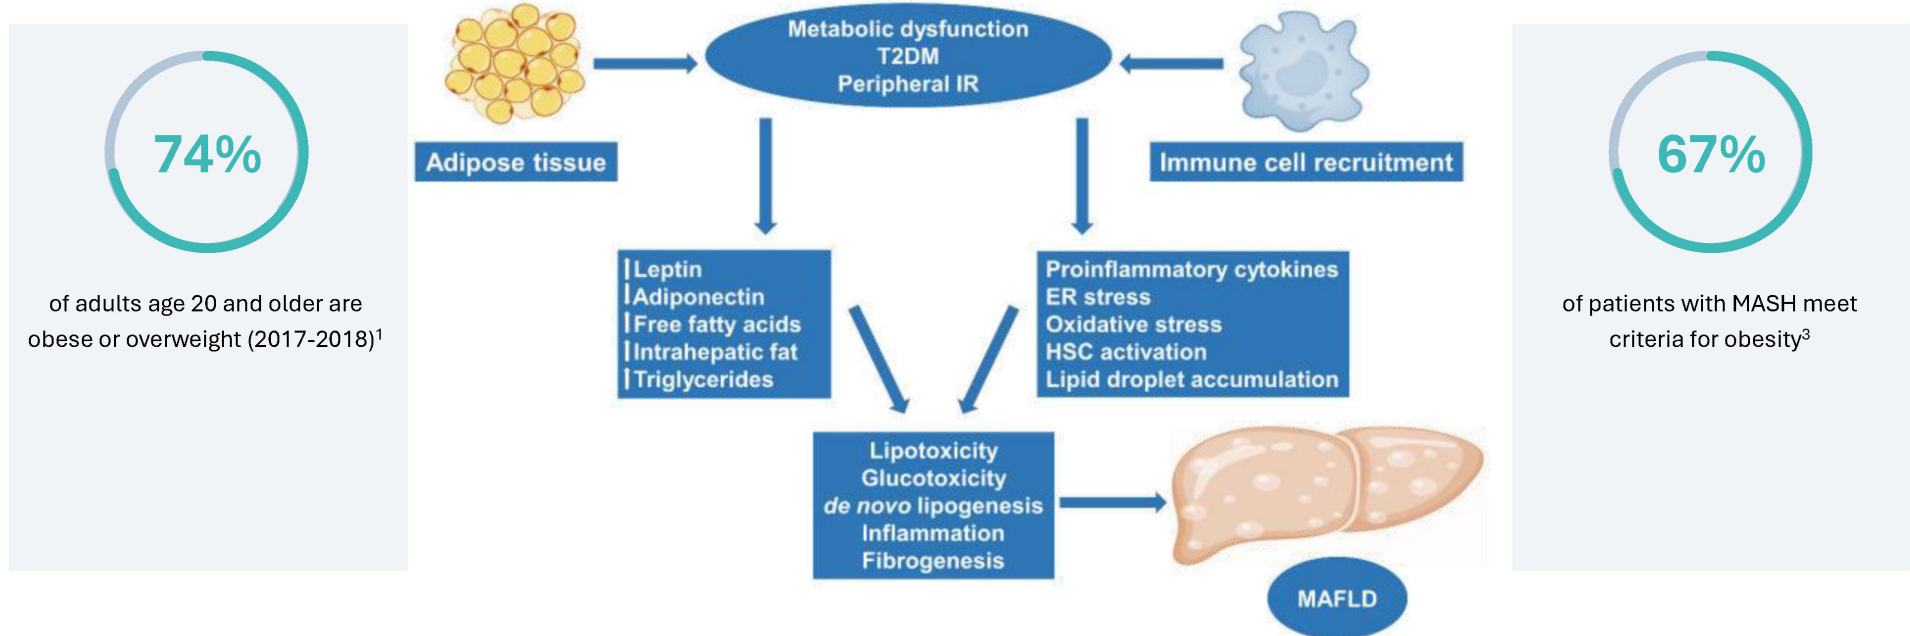 74%
of adults age 20 and older are
obese or overweight (2017-2018)¹
Adipose tissue
Metabolic dysfunction
T2DM
Peripheral IR
Immune cell recruitment
Leptin
Adiponectin
Free fatty acids
Intrahepatic fat
Triglycerides
Proinflammatory cytokines
ER stress
Oxidative stress
HSC activation
Lipid droplet accumulation
Lipotoxicity
Glucotoxicity
de novo lipogenesis
Inflammation
Fibrogenesis
MAFLD
67%
of patients with MASH meet
criteria for obesity³